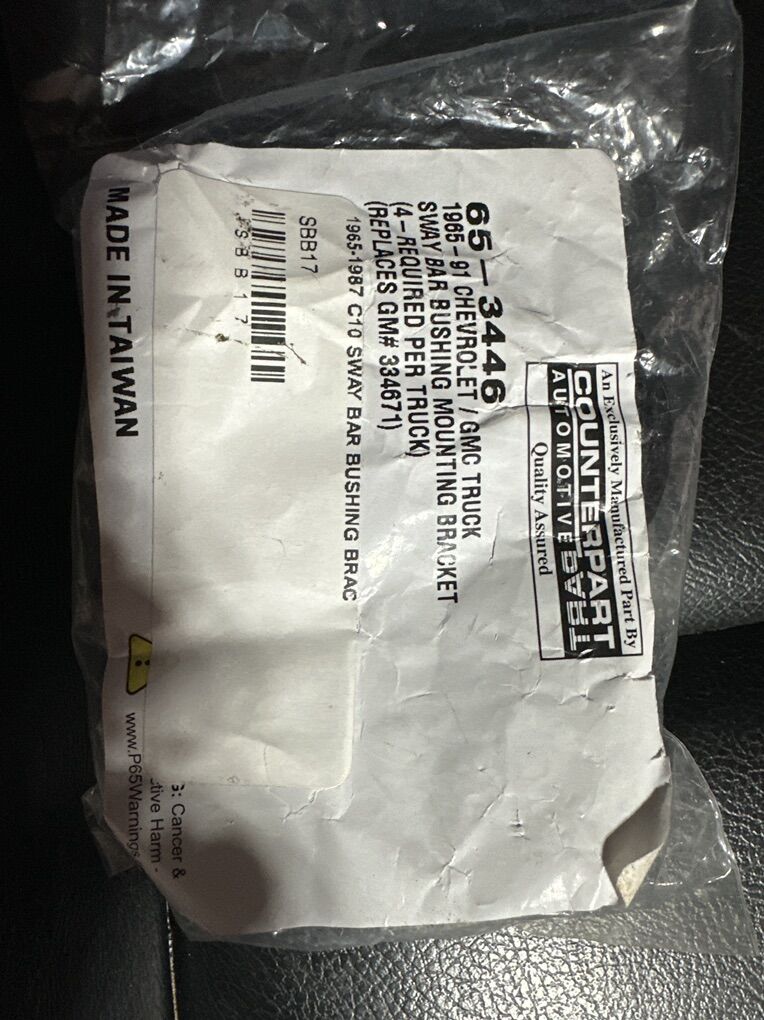 An Exclusively Manufactured Part By
COUNTERPART
AUTOMOTIVE
Quality Assured
65-3446
1965-91 CHEVROLET / GMC TRUCK
SWAY BAR BUSHING MOUNTING BRACKET
(4-REQUIRED PER TRUCK)
(REPLACES GM# 334671)
1965-1987 C10 SWAY BAR BUSHING BRAC
SBB17
SBB17
MADE IN TAIWAN
: Cancer &
ctive Harm -
www.P65Warnings